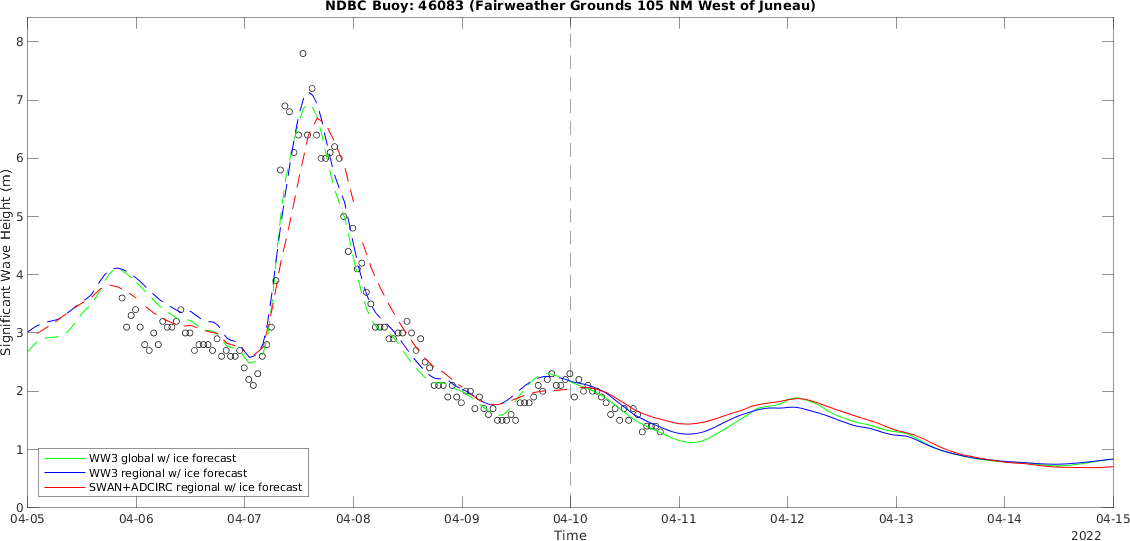 NDBC Buoy: 46083 (Fairweather Grounds 105 NM West of Juneau)
8
7
6
5
4
3
2
1
0
Significant Wave Height (m)
WW3 global w/ ice forecast
WW3 regional w/ ice forecast
SWAN+ADCIRC regional w/ ice forecast
04-05 04-06 04-07 04-08 04-09 04-10 04-11 04-12 04-13 04-14 04-15
Time
2022